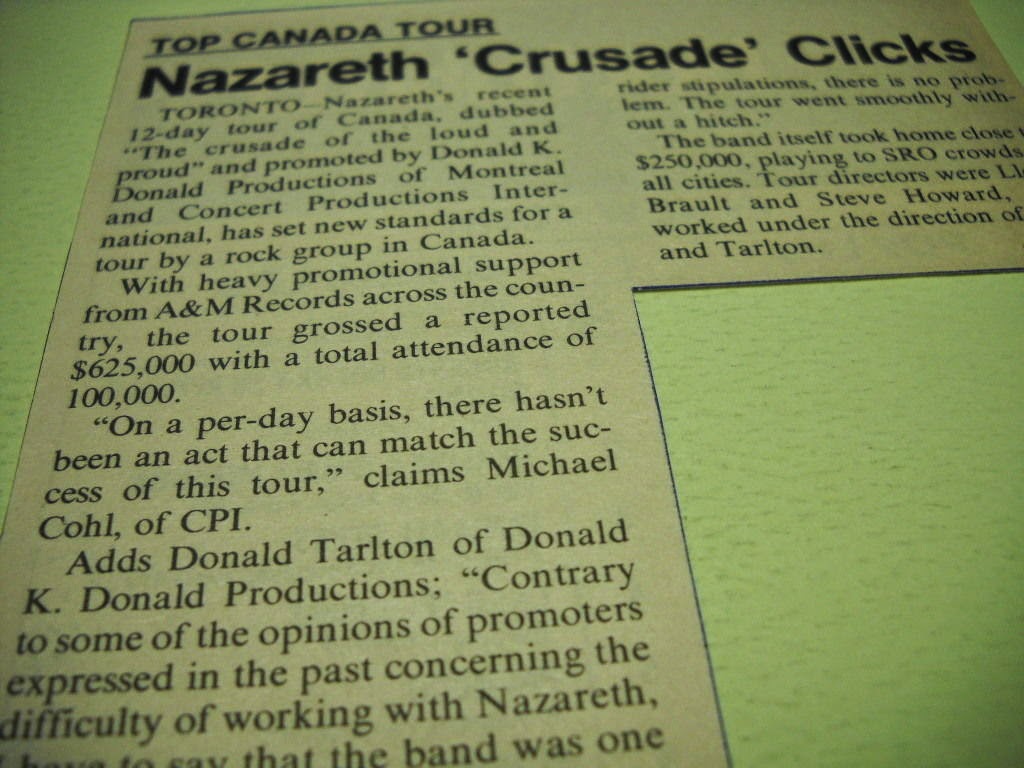 TOP CANADA TOUR
Nazareth 'Crusade' Clicks
TORONTO—Nazareth's recent
12-day tour of Canada, dubbed
"The crusade of the loud and
proud" and promoted by Donald K.
Donald Productions of Montreal
and Concert Productions Inter-
national, has set new standards for a
tour by a rock group in Canada.
With heavy promotional support
from A&M Records across the coun-
try, the tour grossed a reported
$625,000 with a total attendance of
100,000.
"On a per-day basis, there hasn't
been an act that can match the suc-
cess of this tour," claims Michael
Cohl, of CPI.
Adds Donald Tarlton of Donald
K. Donald Productions; "Contrary
to some of the opinions of promoters
expressed in the past concerning the
difficulty of working with Nazareth,
I have to say that the band was one
rider stipulations, there is no prob-
lem. The tour went smoothly with-
out a hitch."
The band itself took home close
$250,000, playing to SRO crowds
all cities. Tour directors were
Brault and Steve Howard,
worked under the direction of
and Tarlton.